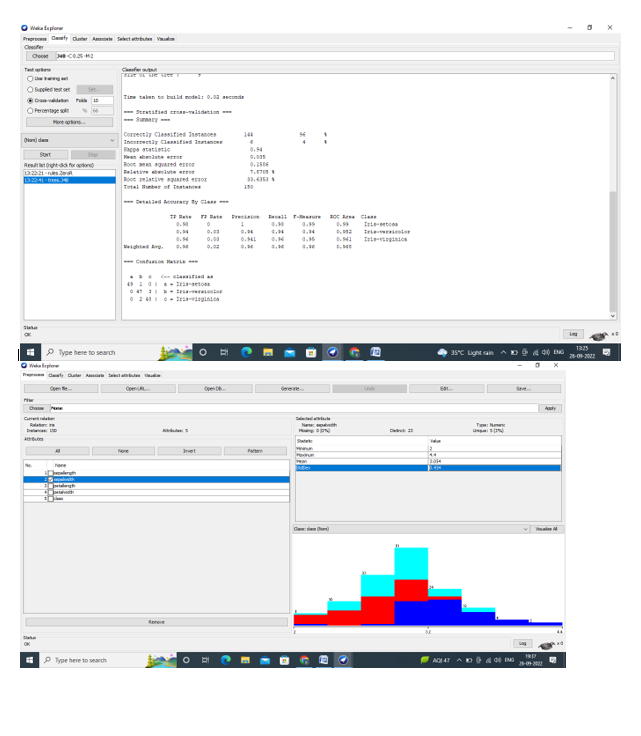 Weka Explorer
Preprocess Classify Cluster Associate Select attributes Visualize
Classifier
Choose J48 -C 0.25 -M 2
Test options
Use training set
Supplied test set Set...
Cross-validation Folds 10
Percentage split % 66
More options...
(Nom) class
Start Stop
Result list (right-click for options)
13:22:21 - rules.ZeroR
13:22:41 - trees.J48
Classifier output
Size of the tree : 9
Time taken to build model: 0.02 seconds
=== Stratified cross-validation ===
=== Summary ===
Correctly Classified Instances 144 96 %
Incorrectly Classified Instances 6 4 %
Kappa statistic 0.94
Mean absolute error 0.035
Root mean squared error 0.1586
Relative absolute error 7.8705 %
Root relative squared error 33.6353 %
Total Number of Instances 150
=== Detailed Accuracy By Class ===
TP Rate FP Rate Precision Recall F-Measure ROC Area Class
0.98 0 1 0.98 0.99 0.99 Iris-setosa
0.94 0.03 0.94 0.94 0.94 0.952 Iris-versicolor
0.96 0.03 0.941 0.96 0.95 0.961 Iris-virginica
Weighted Avg. 0.96 0.02 0.96 0.96 0.96 0.968
=== Confusion Matrix ===
a b c <-- classified as
49 1 0 | a = Iris-setosa
0 47 3 | b = Iris-versicolor
0 2 48 | c = Iris-virginica
Status
OK
Log x 0
Type here to search
35°C Light rain ENG 13:25
26-09-2022
Weka Explorer
Preprocess Classify Cluster Associate Select attributes Visualize
Open file... Open URL... Open DB... Generate... Undo Edit... Save...
Filter
Choose None Apply
Current relation
Relation: iris
Instances: 150 Attributes: 5
Attributes
All None Invert Pattern
No. Name
1 sepallength
2 sepalwidth
3 petallength
4 petalwidth
5 class
Remove
Selected attribute
Name: sepalwidth Type: Numeric
Missing: 0 (0%) Distinct: 23 Unique: 5 (3%)
Statistic Value
Minimum 2
Maximum 4.4
Mean 3.054
StdDev 0.434
Class: class (Nom) Visualize All
2 3.2 4.4
Status
OK
Log x 0
Type here to search
AQI 47 ENG 19:37
26-09-2022